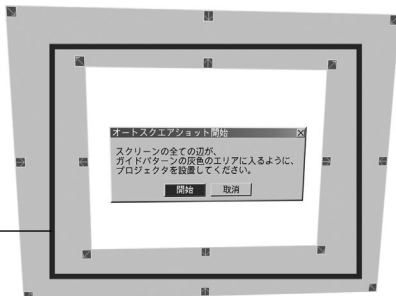 オートスクエアショット開始
スクリーンの全ての辺が、
ガイドパターンの灰色のエリアに入るように、
プロジェクタを設置してください。
開始
取消